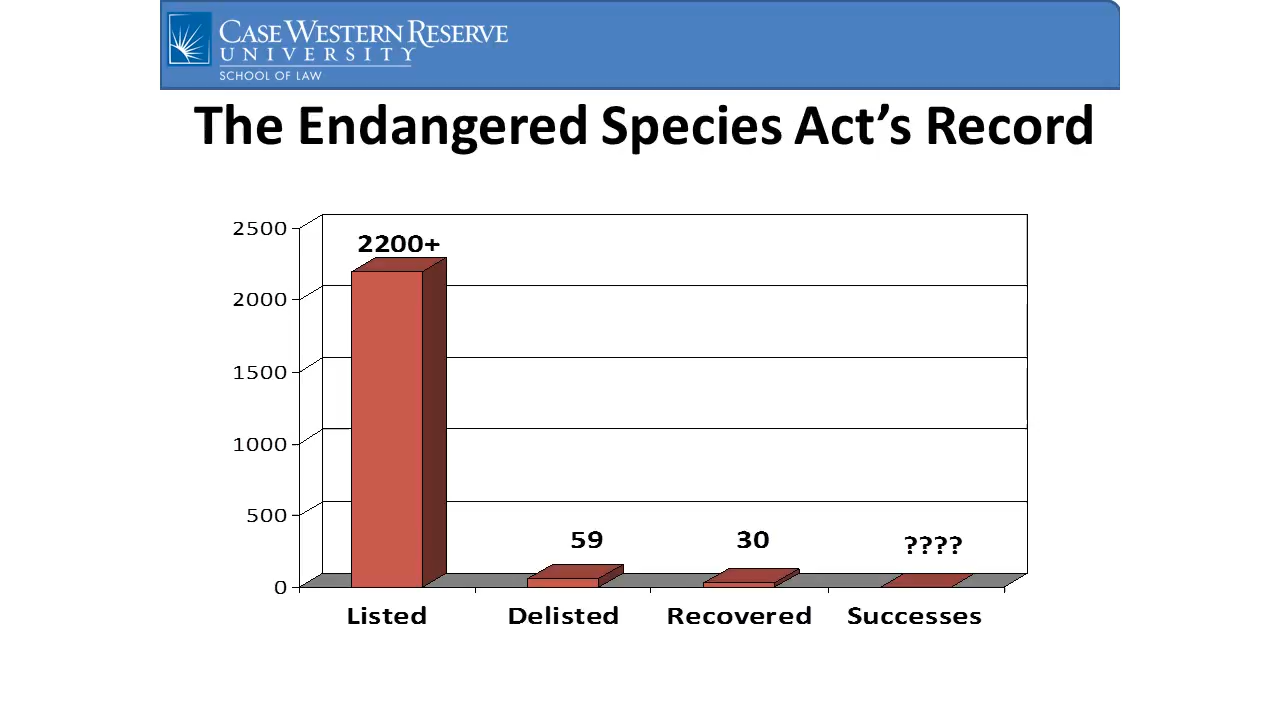 CASE WESTERN RESERVE
UNIVERSITY
SCHOOL OF LAW
The Endangered Species Act’s Record
2500
2000
1500
1000
500
0
2200+
59
30
????
Listed
Delisted
Recovered
Successes